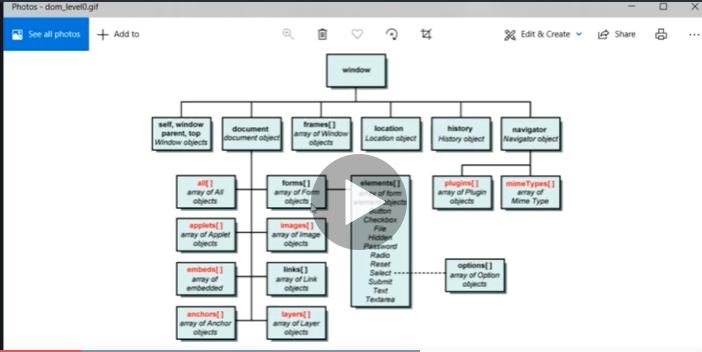 Photos - dom_level0.gif
See all photos
Add to
Edit & Create
Share
window
self, window
parent, top
Window objects
document
document object
frames[]
array of Window
objects
location
Location object
history
History object
navigator
Navigator object
all[]
array of All
objects
forms[]
array of Form
objects
elements[]
array of form
element objects
Button
Checkbox
File
Hidden
Password
Radio
Reset
Select
Submit
Text
Textarea
plugins[]
array of Plugin
objects
mimeTypes[]
array of
Mime Type
applets[]
array of Applet
objects
images[]
array of Image
objects
embeds[]
array of
embedded
links[]
array of Link
objects
options[]
array of Option
objects
anchors[]
array of Anchor
objects
layers[]
array of Layer
objects